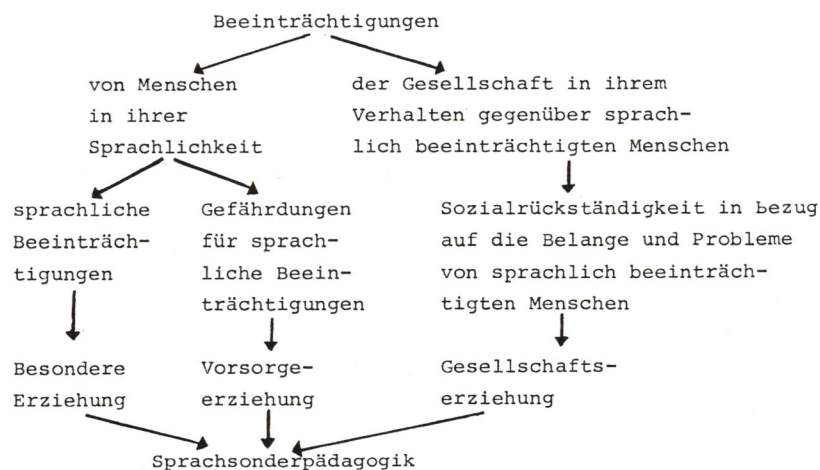 Beeinträchtigungen
von Menschen
in ihrer
Sprachlichkeit
der Gesellschaft in ihrem
Verhalten gegenüber sprach-
lich beeinträchtigten Menschen
sprachliche
Beeinträch-
tigungen
Gefährdungen
für sprach-
liche Beein-
trächtigungen
Sozialrückständigkeit in bezug
auf die Belange und Probleme
von sprachlich beeinträch-
tigten Menschen
Besondere
Erziehung
Vorsorge-
erziehung
Gesellschafts-
erziehung
Sprachsonderpädagogik